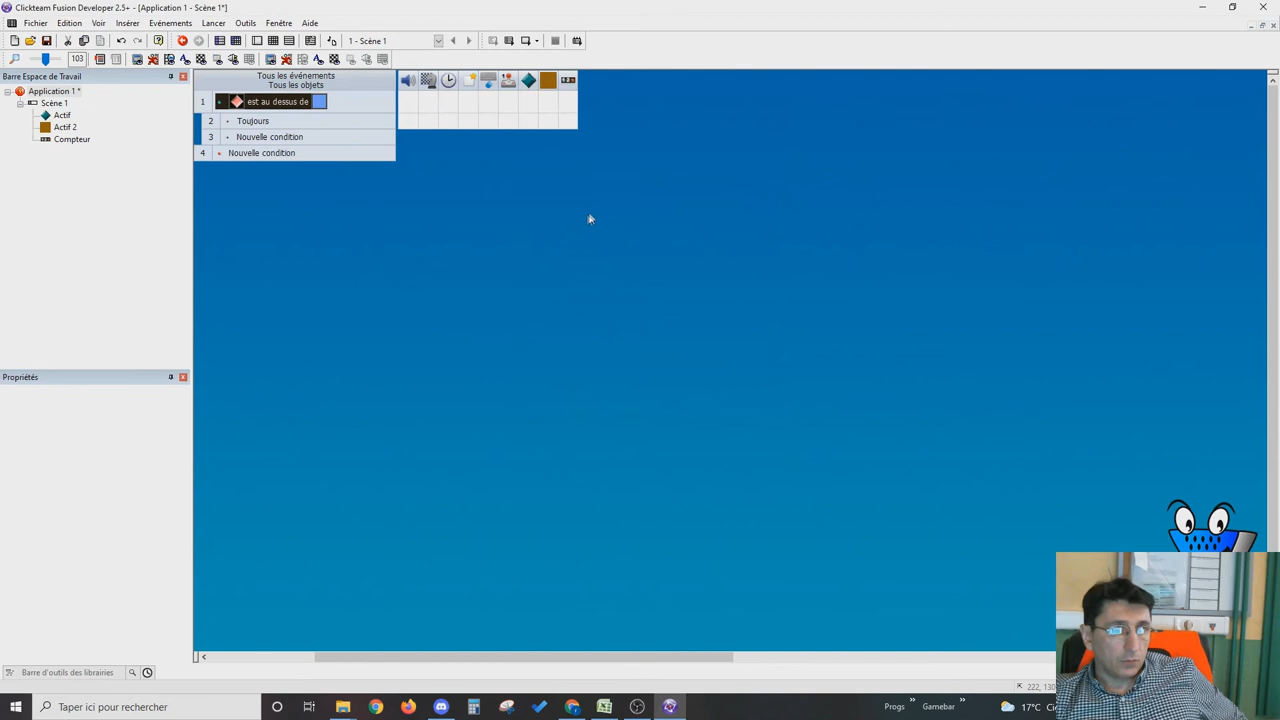 Clickteam Fusion Developer 2.5+ - [Application 1 - Scène 1*]
Fichier Edition Voir Insérer Evénements Lancer Outils Fenêtre Aide
1 - Scène 1
103
Barre Espace de Travail
Application 1 *
Scène 1
Actif
Actif 2
Compteur
Tous les événements
Tous les objets
1 est au dessus de
2 + Toujours
3 + Nouvelle condition
4 Nouvelle condition
Propriétés
Barre d'outils des librairies
222, 130
Taper ici pour rechercher
Progs » Gamebar » 17°C